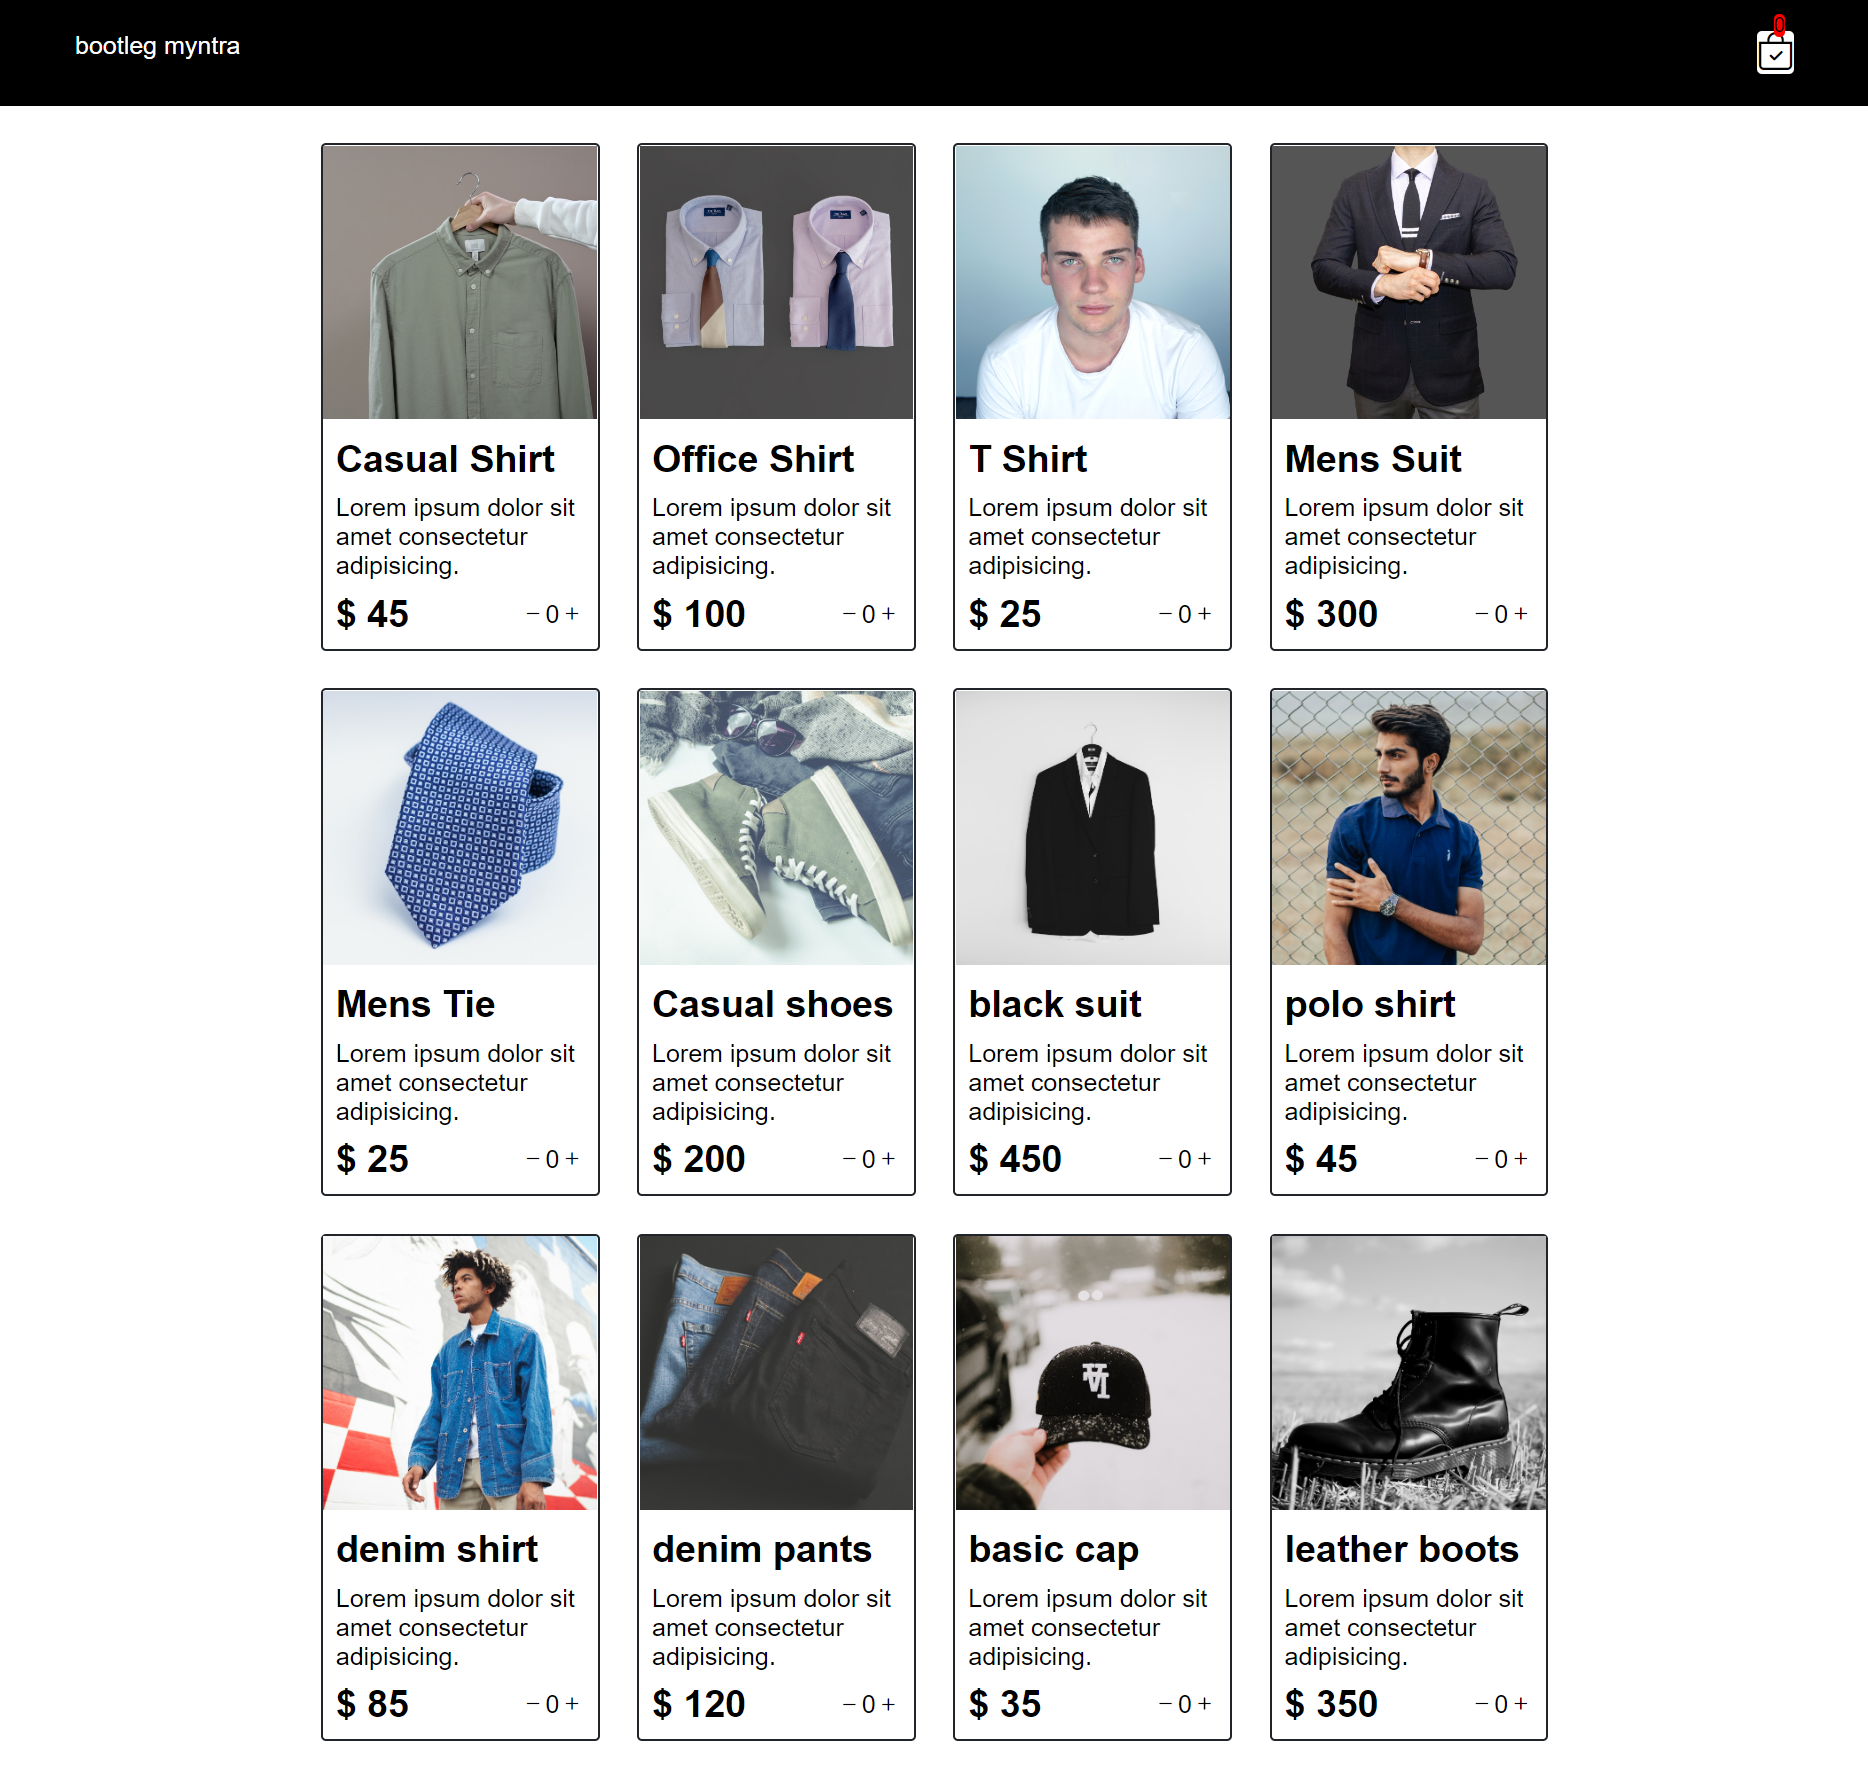 bootleg myntra
0
Casual Shirt
Lorem ipsum dolor sit
amet consectetur
adipisicing.
$ 45
− 0 +
Office Shirt
Lorem ipsum dolor sit
amet consectetur
adipisicing.
$ 100
− 0 +
T Shirt
Lorem ipsum dolor sit
amet consectetur
adipisicing.
$ 25
− 0 +
Mens Suit
Lorem ipsum dolor sit
amet consectetur
adipisicing.
$ 300
− 0 +
Mens Tie
Lorem ipsum dolor sit
amet consectetur
adipisicing.
$ 25
− 0 +
Casual shoes
Lorem ipsum dolor sit
amet consectetur
adipisicing.
$ 200
− 0 +
black suit
Lorem ipsum dolor sit
amet consectetur
adipisicing.
$ 450
− 0 +
polo shirt
Lorem ipsum dolor sit
amet consectetur
adipisicing.
$ 45
− 0 +
denim shirt
Lorem ipsum dolor sit
amet consectetur
adipisicing.
$ 85
− 0 +
denim pants
Lorem ipsum dolor sit
amet consectetur
adipisicing.
$ 120
− 0 +
basic cap
Lorem ipsum dolor sit
amet consectetur
adipisicing.
$ 35
− 0 +
leather boots
Lorem ipsum dolor sit
amet consectetur
adipisicing.
$ 350
− 0 +